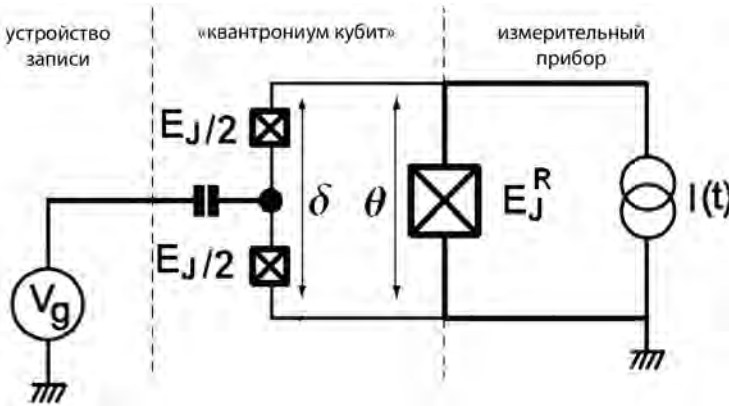 устройство
записи
«квантрониум кубит»
измерительный
прибор
E_J/2
δ
θ
E_J^R
I(t)
E_J/2
V_g